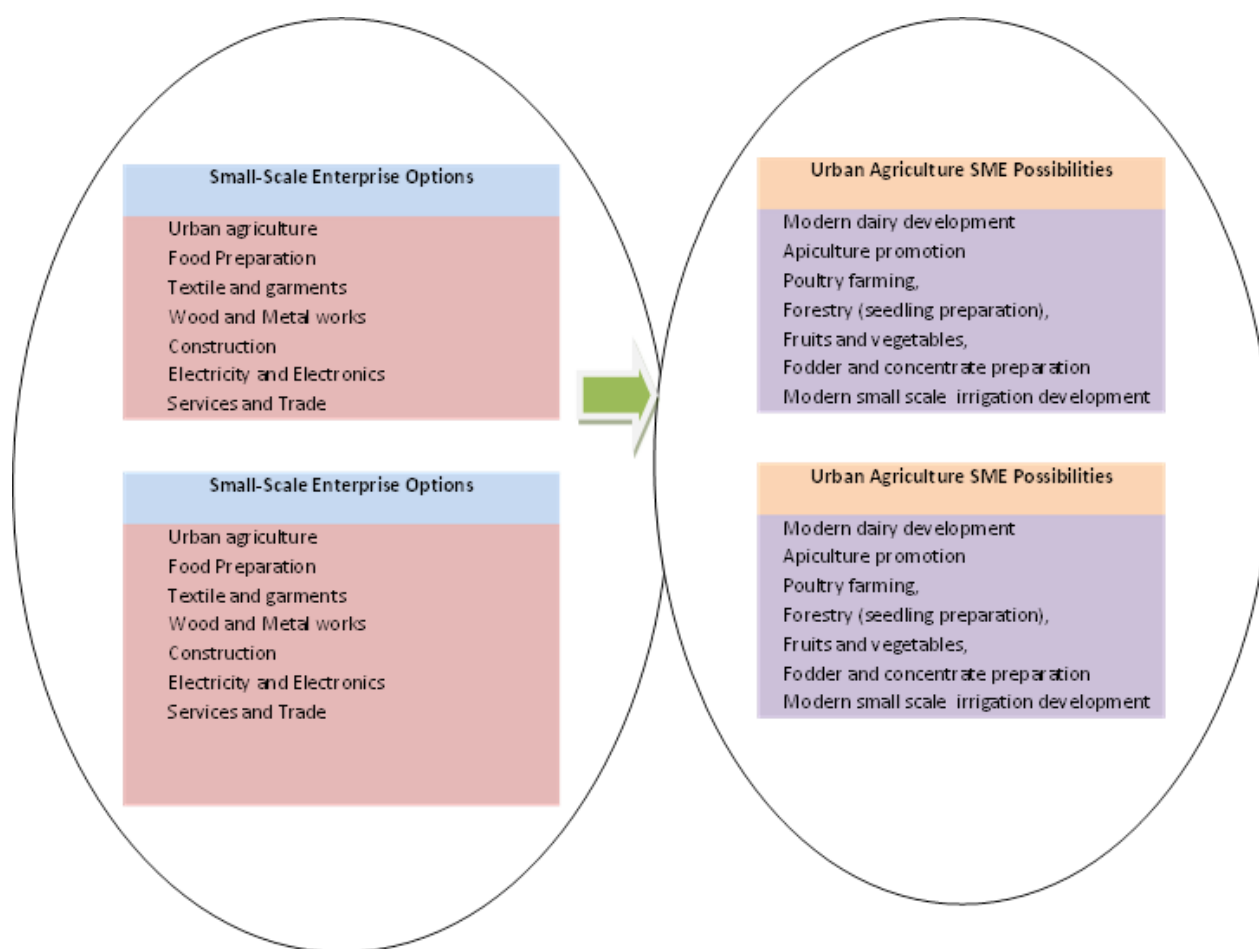 Small-Scale Enterprise Options
Urban agriculture
Food Preparation
Textile and garments
Wood and Metal works
Construction
Electricity and Electronics
Services and Trade
Small-Scale Enterprise Options
Urban agriculture
Food Preparation
Textile and garments
Wood and Metal works
Construction
Electricity and Electronics
Services and Trade
Urban Agriculture SME Possibilities
Modern dairy development
Apiculture promotion
Poultry farming,
Forestry (seedling preparation),
Fruits and vegetables,
Fodder and concentrate preparation
Modern small scale irrigation development
Urban Agriculture SME Possibilities
Modern dairy development
Apiculture promotion
Poultry farming,
Forestry (seedling preparation),
Fruits and vegetables,
Fodder and concentrate preparation
Modern small scale irrigation development